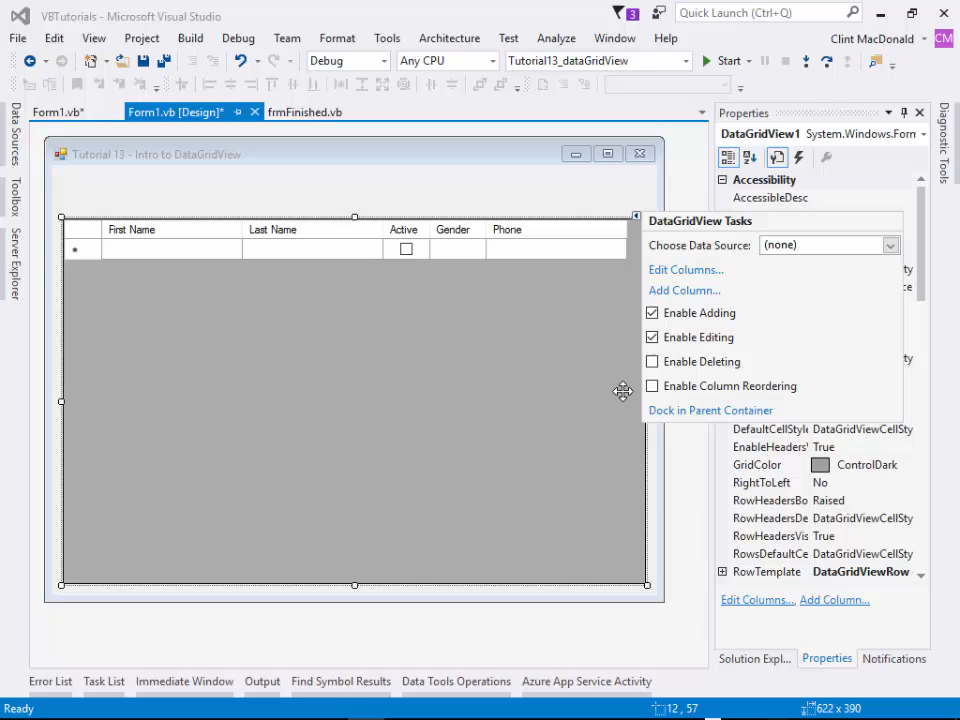 VBTutorials - Microsoft Visual Studio
3
Quick Launch (Ctrl+Q)
File Edit View Project Build Debug Team Format Tools Architecture Test Analyze Window Help
Clint MacDonald CM
Debug Any CPU Tutorial13_dataGridView Start
Form1.vb* Form1.vb [Design]* frmFinished.vb
Data Sources
Toolbox
Server Explorer
Tutorial 13 - Intro to DataGridView
First Name Last Name Active Gender Phone
DataGridView Tasks
Choose Data Source: (none)
Edit Columns...
Add Column...
Enable Adding
Enable Editing
Enable Deleting
Enable Column Reordering
Dock in Parent Container
Properties
DataGridView1 System.Windows.Form
Accessibility
AccessibleDesc
DefaultCellStyle DataGridViewCellSty
EnableHeadersV True
GridColor ControlDark
RightToLeft No
RowHeadersBo Raised
RowHeadersDe DataGridViewCellSty
RowHeadersVis True
RowsDefaultCe DataGridViewCellSty
RowTemplate DataGridViewRow
Edit Columns..., Add Column...
Solution Expl... Properties Notifications
Diagnostic Tools
Error List Task List Immediate Window Output Find Symbol Results Data Tools Operations Azure App Service Activity
Ready 12 , 57 622 x 390